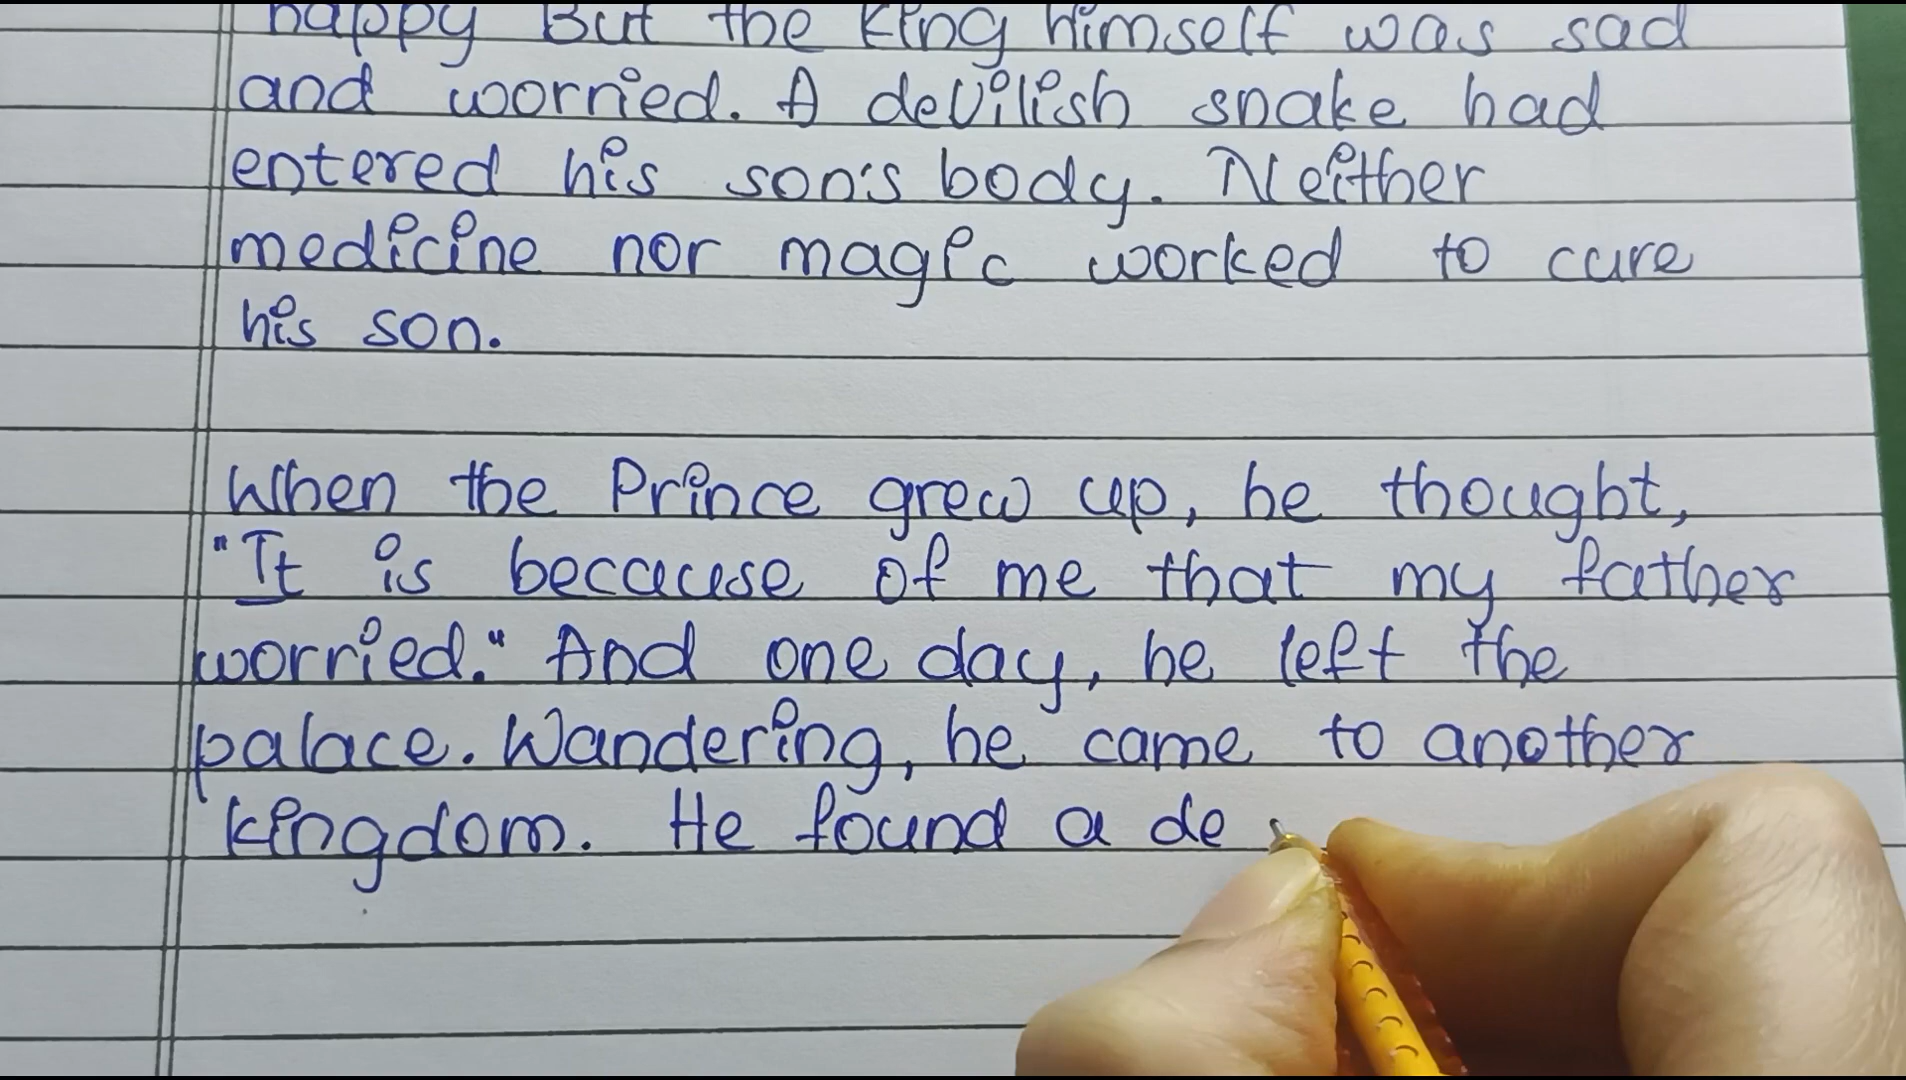 happy But the king himself was sad
and worried. A devilish snake had
entered his son's body. Neither
medicine nor magic worked to cure
his son.
When the Prince grew up, he thought,
"It is because of me that my father
worried." And one day, he left the
palace. Wandering, he came to another
kingdom. He found a de